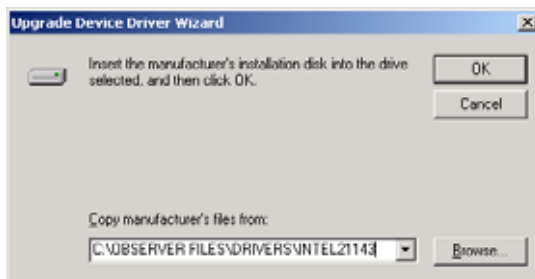 Upgrade Device Driver Wizard
Insert the manufacturer's installation disk into the drive
selected, and then click OK.
OK
Cancel
Copy manufacturer's files from:
C:\OBSERVER FILES\DRIVERS\INTEL21143
Browse...